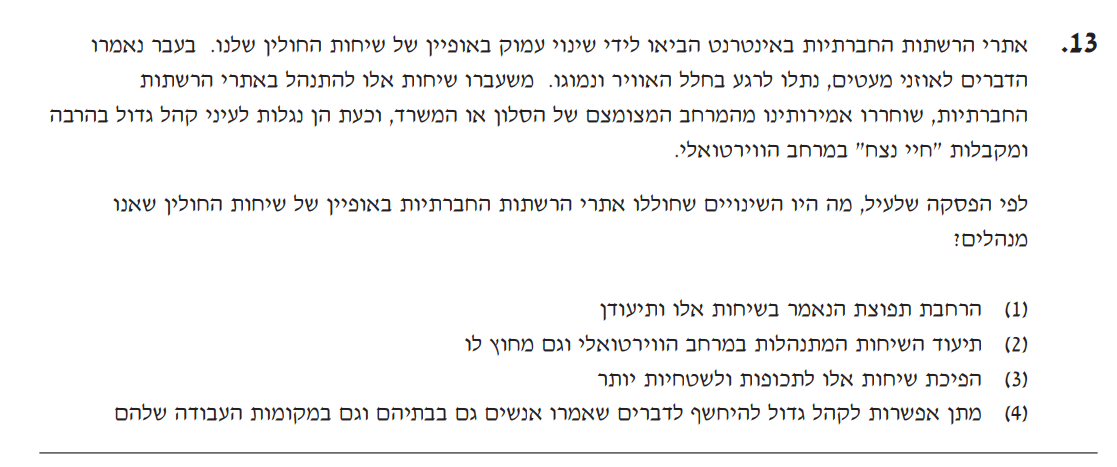 13. אתרי הרשתות החברתיות באינטרנט הביאו לידי שינוי עמוק באופיין של שיחות החולין שלנו. בעבר נאמרו
הדברים לאוזני מעטים, נתלו לרגע בחלל האוויר ונמוגו. משעברו שיחות אלו להתנהל באתרי הרשתות
החברתיות, שוחררו אמירותינו מהמרחב המצומצם של הסלון או המשרד, וכעת הן נגלות לעיני קהל גדול בהרבה
ומקבלות "חיי נצח" במרחב הווירטואלי.
לפי הפסקה שלעיל, מה היו השינויים שחוללו אתרי הרשתות החברתיות באופיין של שיחות החולין שאנו
מנהלים?
(1) הרחבת תפוצת הנאמר בשיחות אלו ותיעודן
(2) תיעוד השיחות המתנהלות במרחב הווירטואלי וגם מחוץ לו
(3) הפיכת שיחות אלו לתכופות ולשטחיות יותר
(4) מתן אפשרות לקהל גדול להיחשף לדברים שאמרו אנשים גם בבתיהם וגם במקומות העבודה שלהם